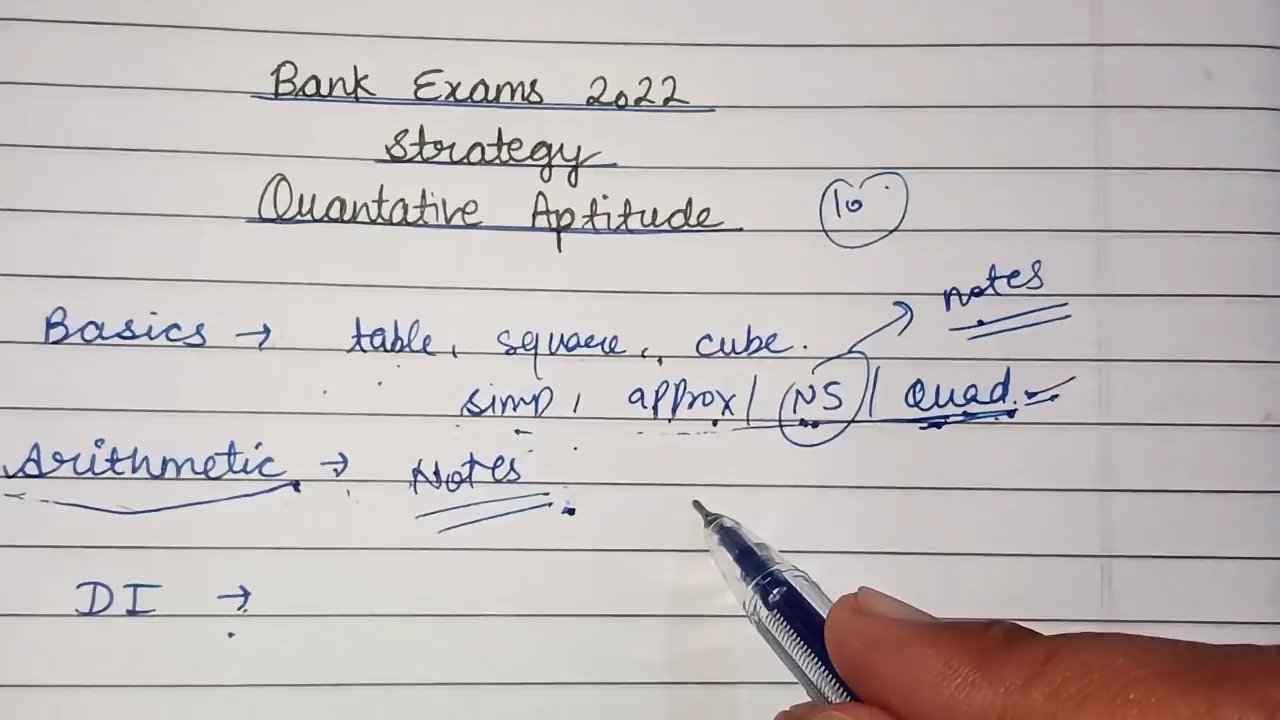 Bank Exams 2022
Strategy
Quantative Aptitude 10
notes
Basics → table, square, cube.
simp, approx / NS / Quad.
Arithmetic → Notes
DI →